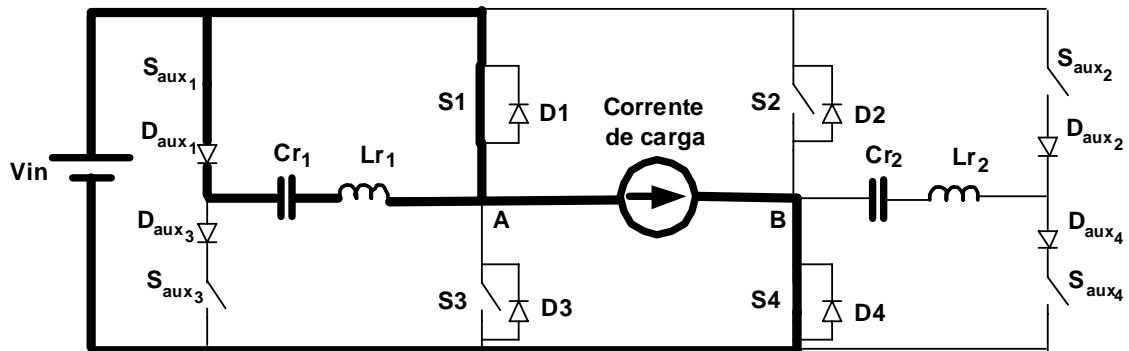 Vin
Saux1
Daux1
Cr1
Lr1
Daux3
Saux3
S1
D1
A
S3
D3
Corrente
de carga
S2
D2
B
S4
D4
Cr2
Lr2
Saux2
Daux2
Daux4
Saux4